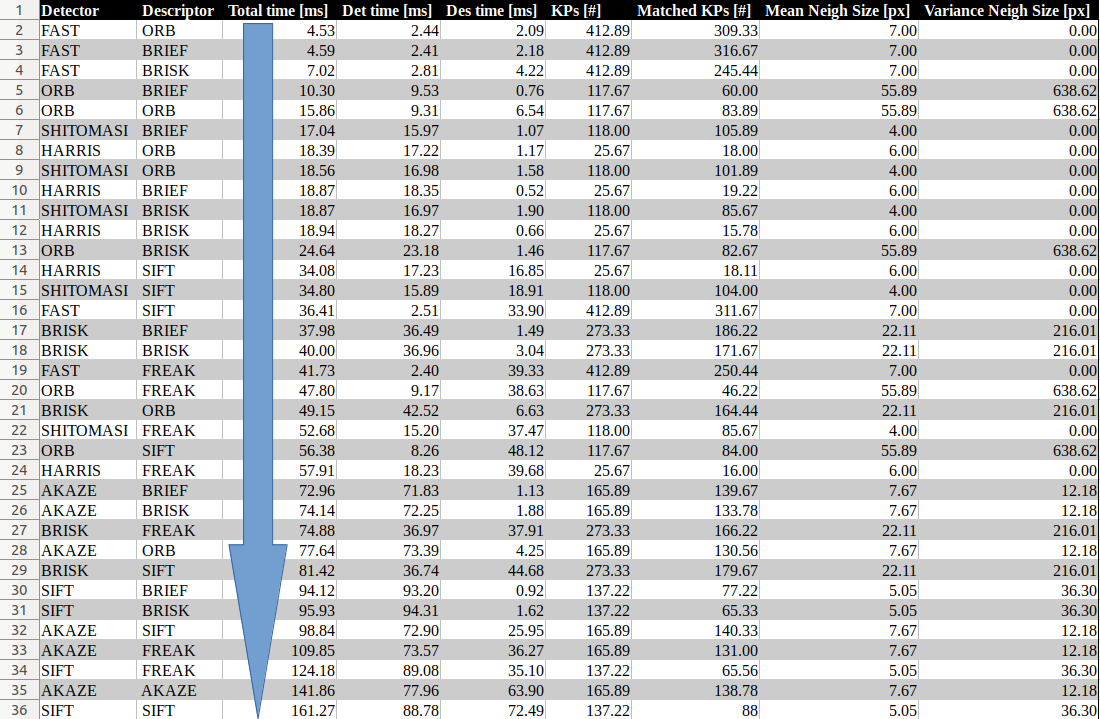 1 Detector Descriptor Total time [ms] Det time [ms] Des time [ms] KPs [#] Matched KPs [#] Mean Neigh Size [px] Variance Neigh Size [px]
2 FAST ORB 4.53 2.44 2.09 412.89 309.33 7.00 0.00
3 FAST BRIEF 4.59 2.41 2.18 412.89 316.67 7.00 0.00
4 FAST BRISK 7.02 2.81 4.22 412.89 245.44 7.00 0.00
5 ORB BRIEF 10.30 9.53 0.76 117.67 60.00 55.89 638.62
6 ORB ORB 15.86 9.31 6.54 117.67 83.89 55.89 638.62
7 SHITOMASI BRIEF 17.04 15.97 1.07 118.00 105.89 4.00 0.00
8 HARRIS ORB 18.39 17.22 1.17 25.67 18.00 6.00 0.00
9 SHITOMASI ORB 18.56 16.98 1.58 118.00 101.89 4.00 0.00
10 HARRIS BRIEF 18.87 18.35 0.52 25.67 19.22 6.00 0.00
11 SHITOMASI BRISK 18.87 16.97 1.90 118.00 85.67 4.00 0.00
12 HARRIS BRISK 18.94 18.27 0.66 25.67 15.78 6.00 0.00
13 ORB BRISK 24.64 23.18 1.46 117.67 82.67 55.89 638.62
14 HARRIS SIFT 34.08 17.23 16.85 25.67 18.11 6.00 0.00
15 SHITOMASI SIFT 34.80 15.89 18.91 118.00 104.00 4.00 0.00
16 FAST SIFT 36.41 2.51 33.90 412.89 311.67 7.00 0.00
17 BRISK BRIEF 37.98 36.49 1.49 273.33 186.22 22.11 216.01
18 BRISK BRISK 40.00 36.96 3.04 273.33 171.67 22.11 216.01
19 FAST FREAK 41.73 2.40 39.33 412.89 250.44 7.00 0.00
20 ORB FREAK 47.80 9.17 38.63 117.67 46.22 55.89 638.62
21 BRISK ORB 49.15 42.52 6.63 273.33 164.44 22.11 216.01
22 SHITOMASI FREAK 52.68 15.20 37.47 118.00 85.67 4.00 0.00
23 ORB SIFT 56.38 8.26 48.12 117.67 84.00 55.89 638.62
24 HARRIS FREAK 57.91 18.23 39.68 25.67 16.00 6.00 0.00
25 AKAZE BRIEF 72.96 71.83 1.13 165.89 139.67 7.67 12.18
26 AKAZE BRISK 74.14 72.25 1.88 165.89 133.78 7.67 12.18
27 BRISK FREAK 74.88 36.97 37.91 273.33 166.22 22.11 216.01
28 AKAZE ORB 77.64 73.39 4.25 165.89 130.56 7.67 12.18
29 BRISK SIFT 81.42 36.74 44.68 273.33 179.67 22.11 216.01
30 SIFT BRIEF 94.12 93.20 0.92 137.22 77.22 5.05 36.30
31 SIFT BRISK 95.93 94.31 1.62 137.22 65.33 5.05 36.30
32 AKAZE SIFT 98.84 72.90 25.95 165.89 140.33 7.67 12.18
33 AKAZE FREAK 109.85 73.57 36.27 165.89 131.00 7.67 12.18
34 SIFT FREAK 124.18 89.08 35.10 137.22 65.56 5.05 36.30
35 AKAZE AKAZE 141.86 77.96 63.90 165.89 138.78 7.67 12.18
36 SIFT SIFT 161.27 88.78 72.49 137.22 88 5.05 36.30